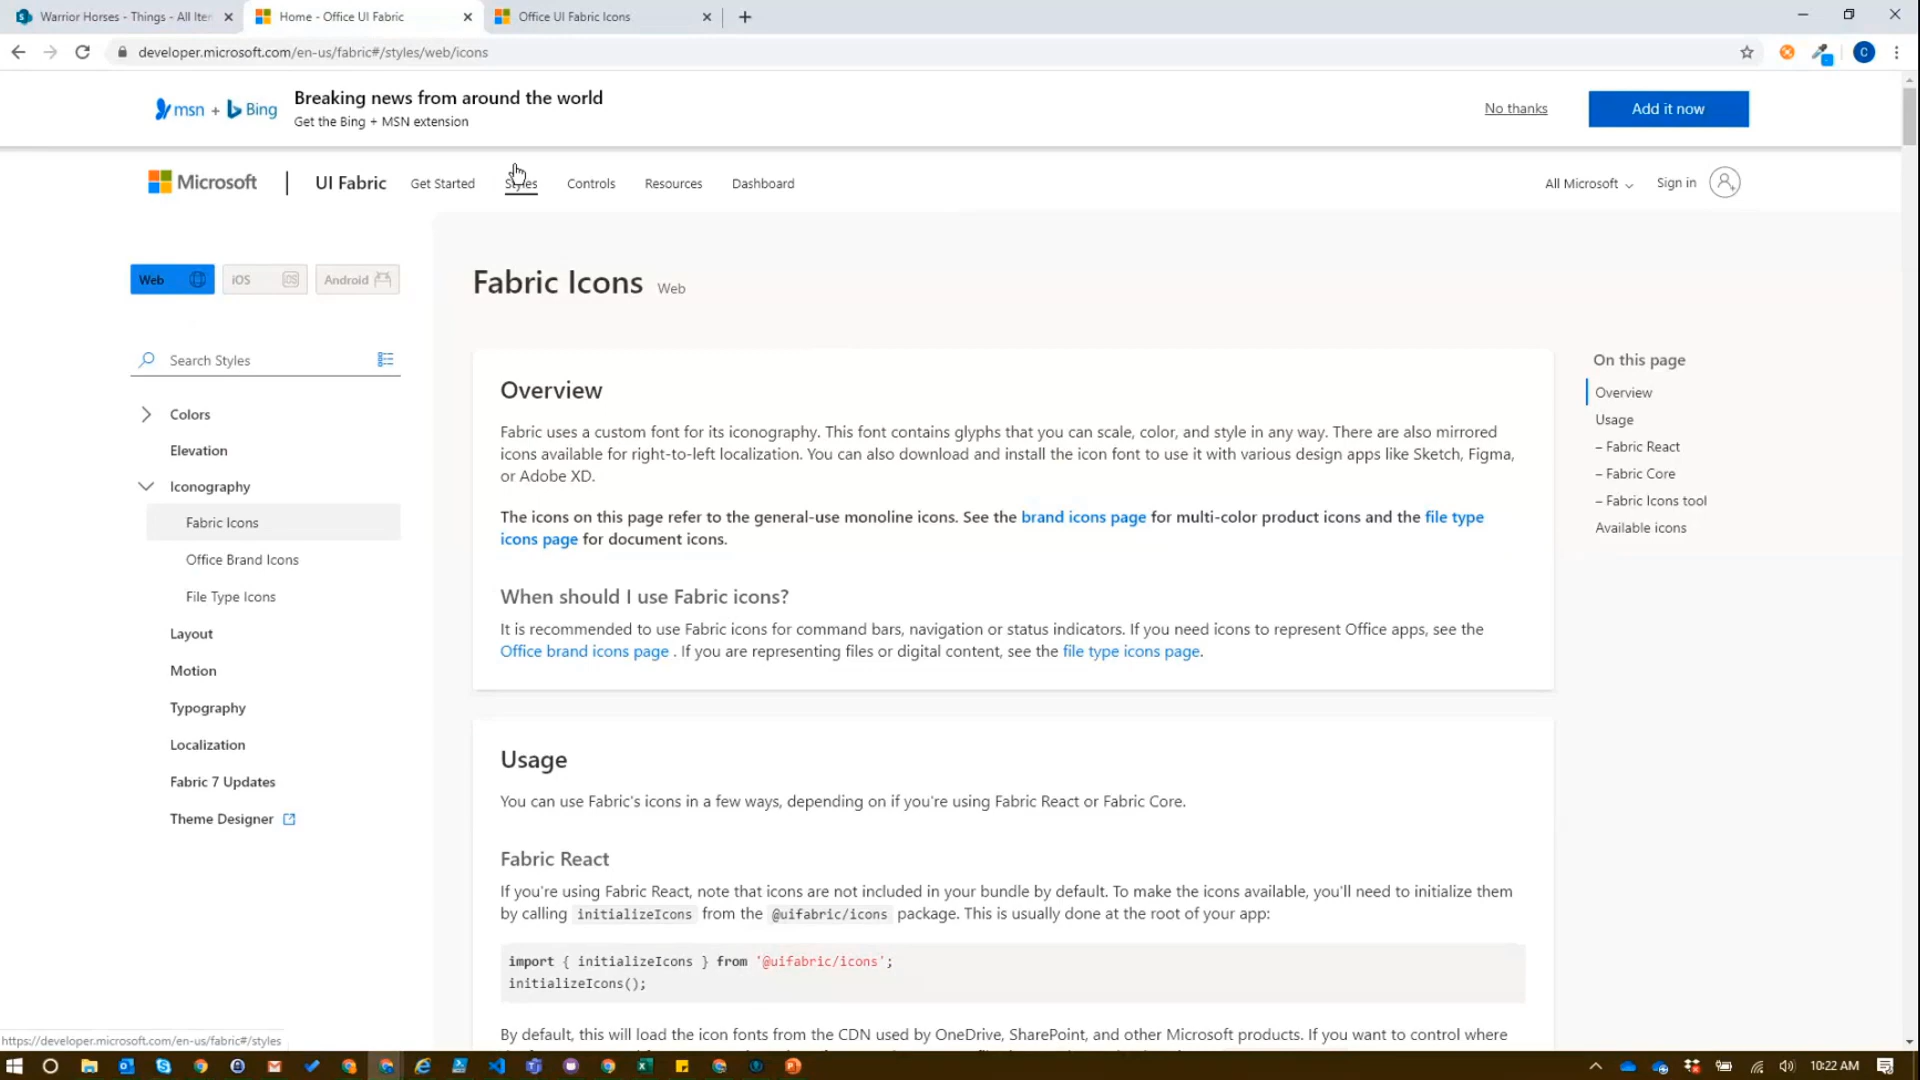 Warrior Horses - Things - All Iter
Home - Office UI Fabric
Office UI Fabric Icons
developer.microsoft.com/en-us/fabric#/styles/web/icons
C
msn + Bing
Breaking news from around the world
Get the Bing + MSN extension
No thanks
Add it now
Microsoft
UI Fabric
Get Started
Styles
Controls
Resources
Dashboard
All Microsoft
Sign in
Web
iOS
Android
Search Styles
Colors
Elevation
Iconography
Fabric Icons
Office Brand Icons
File Type Icons
Layout
Motion
Typography
Localization
Fabric 7 Updates
Theme Designer
Fabric Icons Web
Overview
Fabric uses a custom font for its iconography. This font contains glyphs that you can scale, color, and style in any way. There are also mirrored
icons available for right-to-left localization. You can also download and install the icon font to use it with various design apps like Sketch, Figma,
or Adobe XD.
The icons on this page refer to the general-use monoline icons. See the brand icons page for multi-color product icons and the file type
icons page for document icons.
When should I use Fabric icons?
It is recommended to use Fabric icons for command bars, navigation or status indicators. If you need icons to represent Office apps, see the
Office brand icons page . If you are representing files or digital content, see the file type icons page.
Usage
You can use Fabric's icons in a few ways, depending on if you're using Fabric React or Fabric Core.
Fabric React
If you're using Fabric React, note that icons are not included in your bundle by default. To make the icons available, you'll need to initialize them
by calling initializeIcons from the @uifabric/icons package. This is usually done at the root of your app:
import { initializeIcons } from '@uifabric/icons';
initializeIcons();
By default, this will load the icon fonts from the CDN used by OneDrive, SharePoint, and other Microsoft products. If you want to control where
On this page
Overview
Usage
– Fabric React
– Fabric Core
– Fabric Icons tool
Available icons
https://developer.microsoft.com/en-us/fabric#/styles
10:22 AM